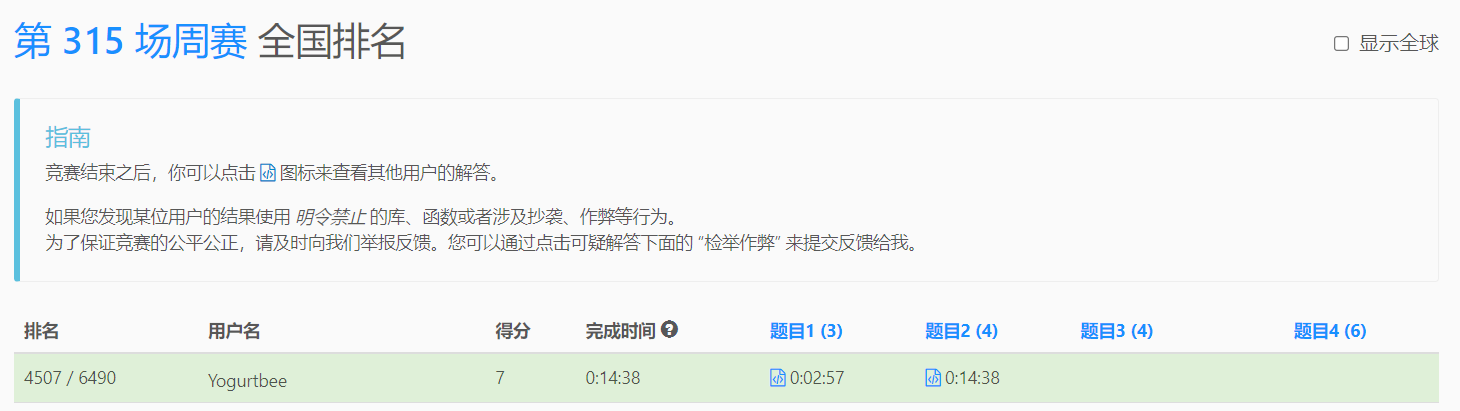 第 315 场周赛 全国排名
显示全球
指南
竞赛结束之后，你可以点击 图标来查看其他用户的解答。
如果您发现某位用户的结果使用 明令禁止 的库、函数或者涉及抄袭、作弊等行为。
为了保证竞赛的公平公正，请及时向我们举报反馈。您可以通过点击可疑解答下面的 “检举作弊” 来提交反馈给我。
排名 用户名 得分 完成时间 题目1 (3) 题目2 (4) 题目3 (4) 题目4 (6)
4507 / 6490 Yogurtbee 7 0:14:38 0:02:57 0:14:38